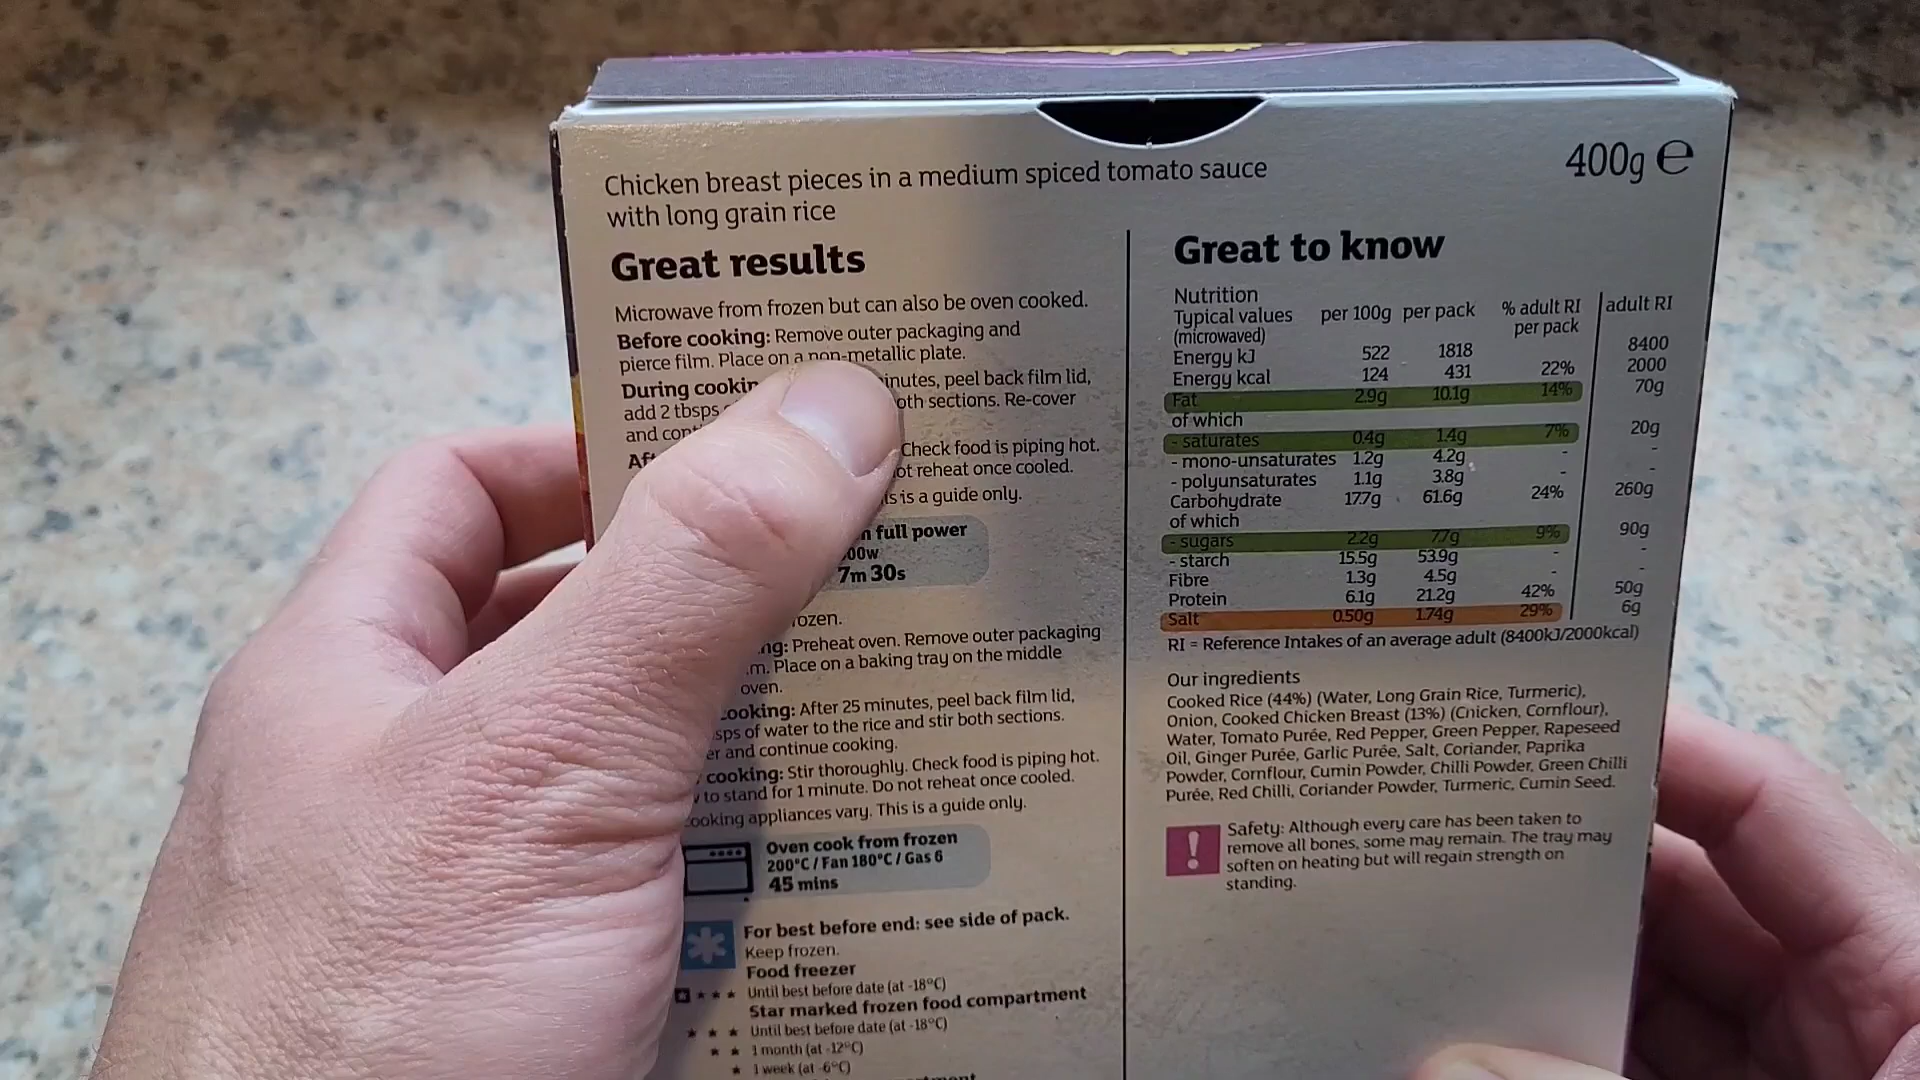 400g ℮
Chicken breast pieces in a medium spiced tomato sauce
with long grain rice
Great results
Microwave from frozen but can also be oven cooked.
Before cooking: Remove outer packaging and
pierce film. Place on a non-metallic plate.
During minutes, peel back film lid,
add 2 tbsps sections. Re-cover
and
Check food is piping hot.
reheat once cooled.
is a guide only.
full power
7m 30s
Preheat oven. Remove outer packaging
Place on a baking tray on the middle
oven.
After 25 minutes, peel back film lid,
of water to the rice and stir both sections.
and continue cooking.
cooking: Stir thoroughly. Check food is piping hot.
to stand for 1 minute. Do not reheat once cooled.
appliances vary. This is a guide only.
Oven cook from frozen
200°C / Fan 180°C / Gas 6
45 mins
For best before end: see side of pack.
Keep frozen.
Food freezer
Until best before date (at -18°C)
Star marked frozen food compartment
★ ★ ★ Until best before date (at -18°C)
★ ★ 1 month (at -12°C)
★ 1 week (at -6°C)
Great to know
Nutrition
Typical values per 100g per pack % adult RI adult RI
(microwaved) per pack
Energy kJ 522 1818 8400
Energy kcal 124 431 22% 2000
Fat 2.9g 10.1g 14% 70g
of which
- saturates 0.4g 1.4g 7% 20g
- mono-unsaturates 1.2g 4.2g - -
- polyunsaturates 1.1g 3.8g - -
Carbohydrate 17.7g 61.6g 24% 260g
of which
- sugars 2.2g 7.7g 9% 90g
- starch 15.5g 53.9g - -
Fibre 1.3g 4.5g - -
Protein 6.1g 21.2g 42% 50g
Salt 0.50g 1.74g 29% 6g
RI = Reference Intakes of an average adult (8400kJ/2000kcal)
Our ingredients
Cooked Rice (44%) (Water, Long Grain Rice, Turmeric),
Onion, Cooked Chicken Breast (13%) (Chicken, Cornflour),
Water, Tomato Purée, Red Pepper, Green Pepper, Rapeseed
Oil, Ginger Purée, Garlic Purée, Salt, Coriander, Paprika
Powder, Cornflour, Cumin Powder, Chilli Powder, Green Chilli
Purée, Red Chilli, Coriander Powder, Turmeric, Cumin Seed.
! Safety: Although every care has been taken to
remove all bones, some may remain. The tray may
soften on heating but will regain strength on
standing.